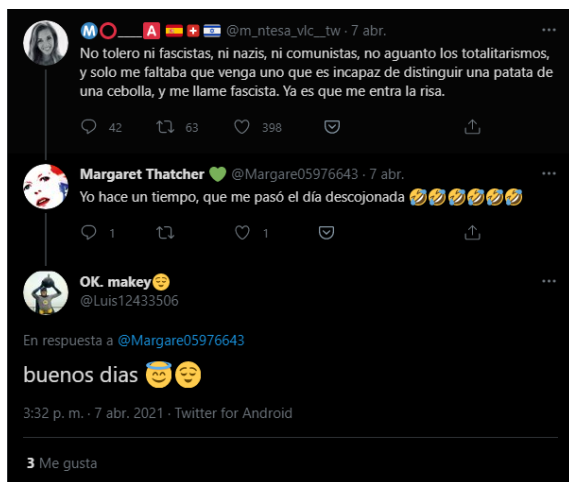 Ⓜ️⭕___🅰️🇪🇸🇨🇭🇮🇱 @m_ntesa_vlc__tw · 7 abr.
No tolero ni fascistas, ni nazis, ni comunistas, no aguanto los totalitarismos,
y solo me faltaba que venga uno que es incapaz de distinguir una patata de
una cebolla, y me llame fascista. Ya es que me entra la risa.
42 63 398
Margaret Thatcher 💚 @Margare05976643 · 7 abr.
Yo hace un tiempo, que me pasó el día descojonada 🤣🤣🤣🤣🤣🤣
1 1
OK. makey😌
@Luis12433506
En respuesta a @Margare05976643
buenos dias 😇😌
3:32 p. m. · 7 abr. 2021 · Twitter for Android
3 Me gusta